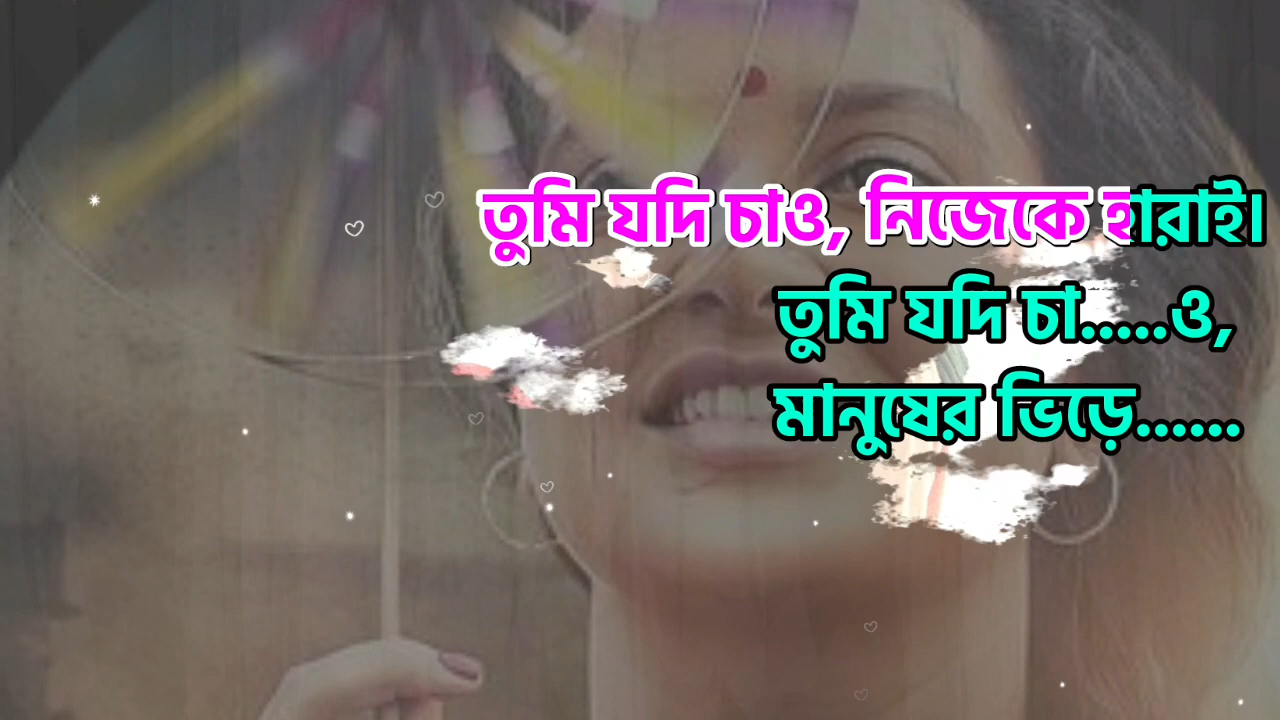 তুমি যদি চাও, নিজেকে হারাই।
তুমি যদি চা.....ও,
মানুষের ভিড়ে......